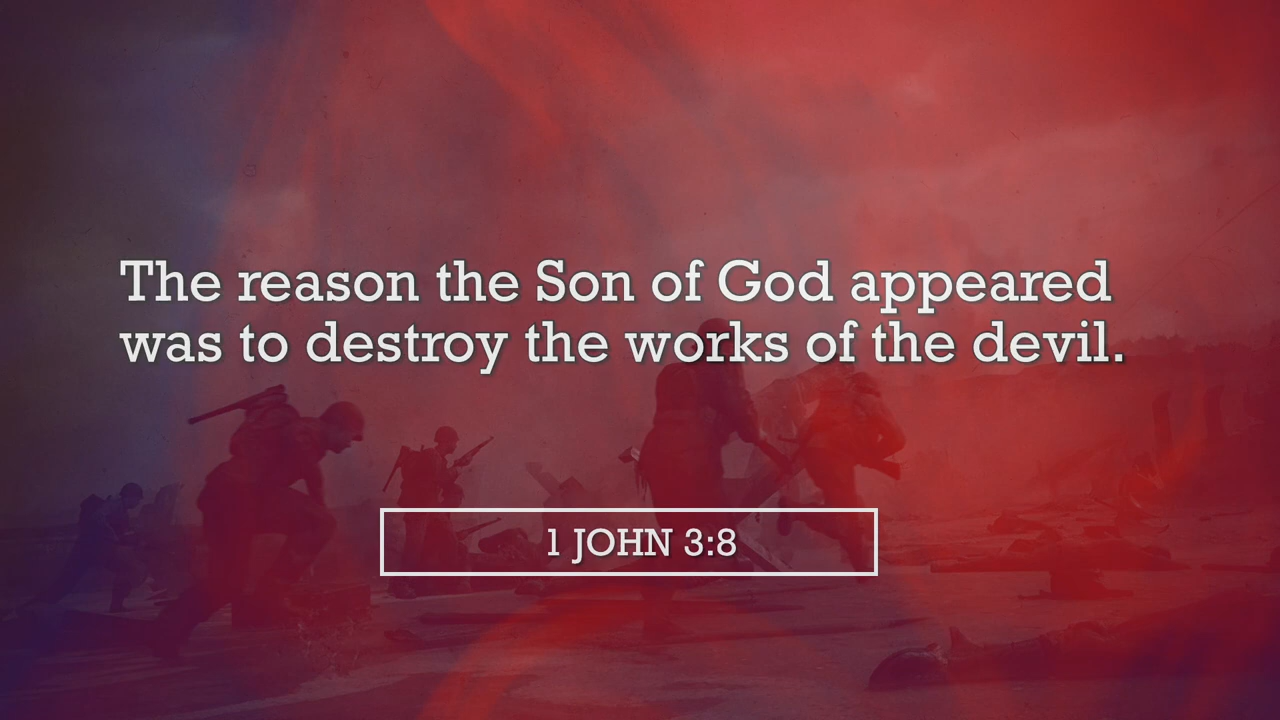 The reason the Son of God appeared
was to destroy the works of the devil.
1 JOHN 3:8